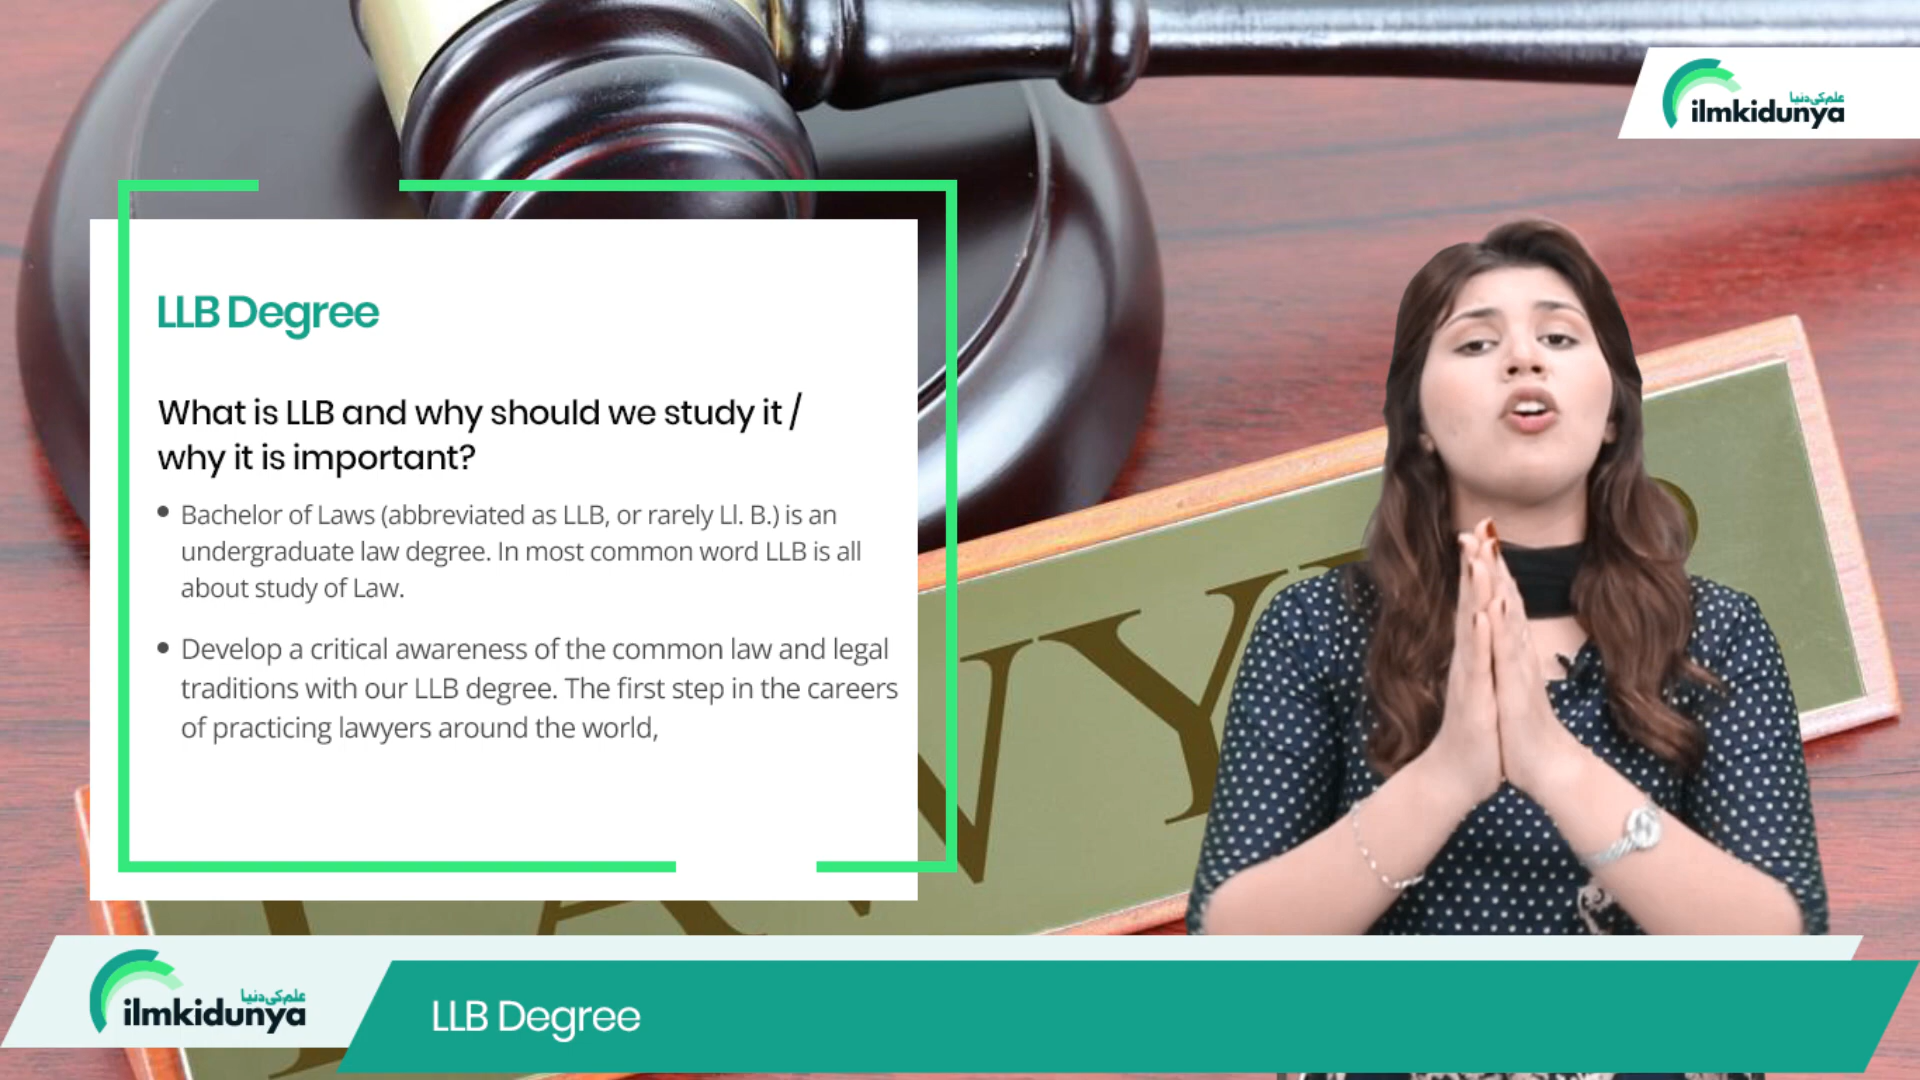 علم کی دنیا
ilmkidunya
LLB Degree
What is LLB and why should we study it /
why it is important?
• Bachelor of Laws (abbreviated as LLB, or rarely Ll. B.) is an
undergraduate law degree. In most common word LLB is all
about study of Law.
• Develop a critical awareness of the common law and legal
traditions with our LLB degree. The first step in the careers
of practicing lawyers around the world,
علم کی دنیا
ilmkidunya
LLB Degree